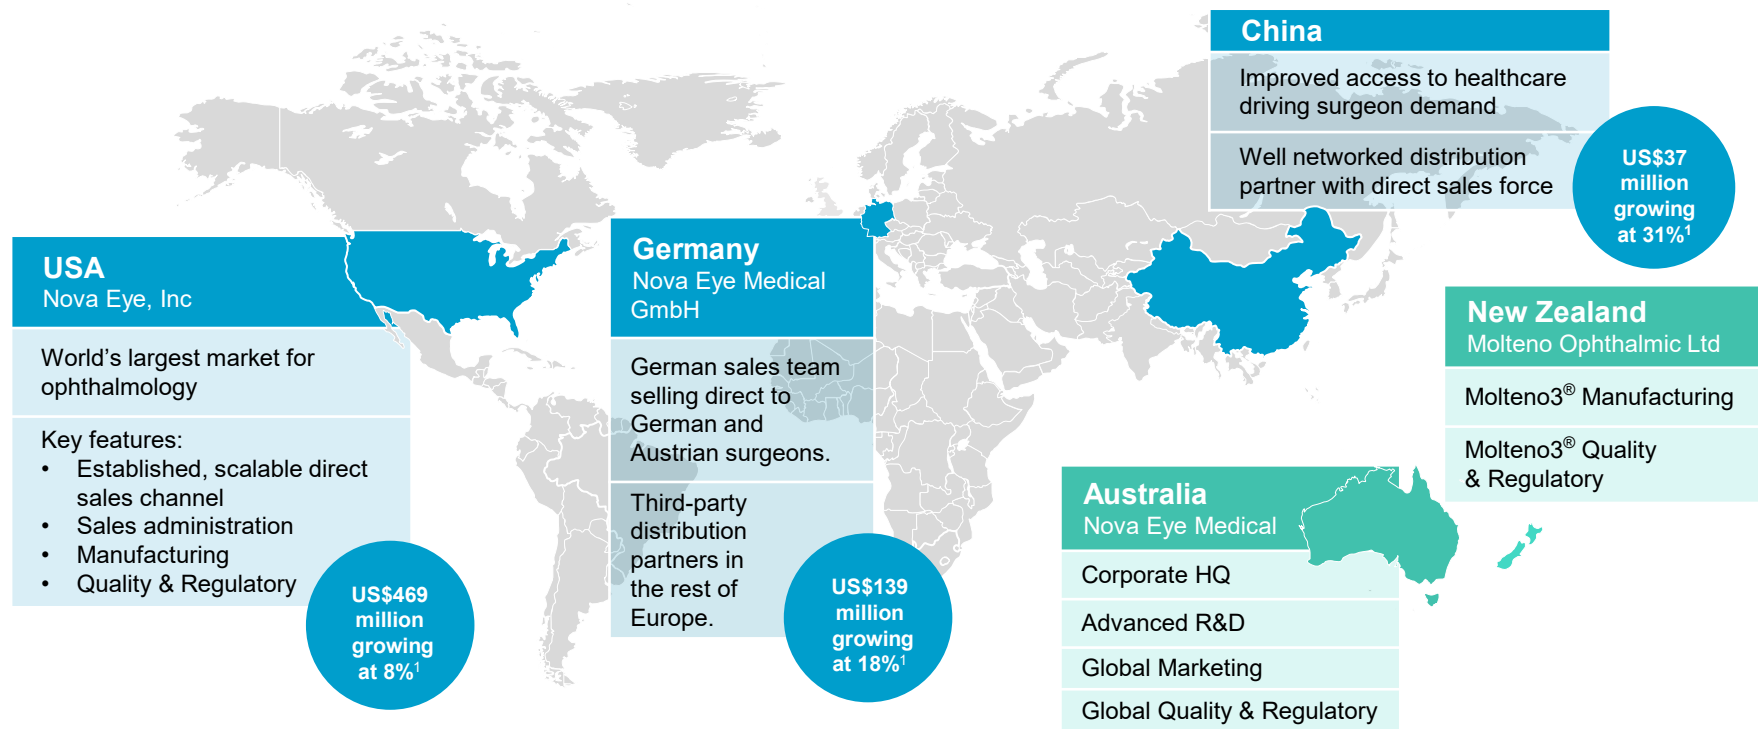 USA
Nova Eye, Inc
World’s largest market for
ophthalmology
Key features:
• Established, scalable direct
sales channel
• Sales administration
• Manufacturing
• Quality & Regulatory
US$469
million
growing
at 8%¹
Germany
Nova Eye Medical
GmbH
German sales team
selling direct to
German and
Austrian surgeons.
Third-party
distribution
partners in
the rest of
Europe.
US$139
million
growing
at 18%¹
China
Improved access to healthcare
driving surgeon demand
Well networked distribution
partner with direct sales force
US$37
million
growing
at 31%¹
New Zealand
Molteno Ophthalmic Ltd
Molteno3® Manufacturing
Molteno3® Quality
& Regulatory
Australia
Nova Eye Medical
Corporate HQ
Advanced R&D
Global Marketing
Global Quality & Regulatory